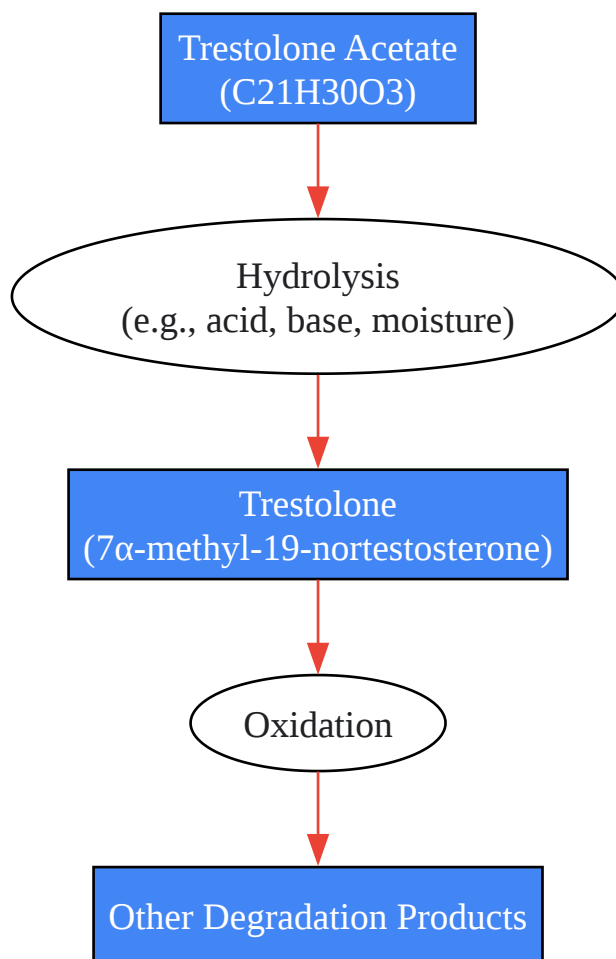 Trestolone Acetate
(C21H30O3)
Hydrolysis
(e.g., acid, base, moisture)
Trestolone
(7α-methyl-19-nortestosterone)
Oxidation
Other Degradation Products